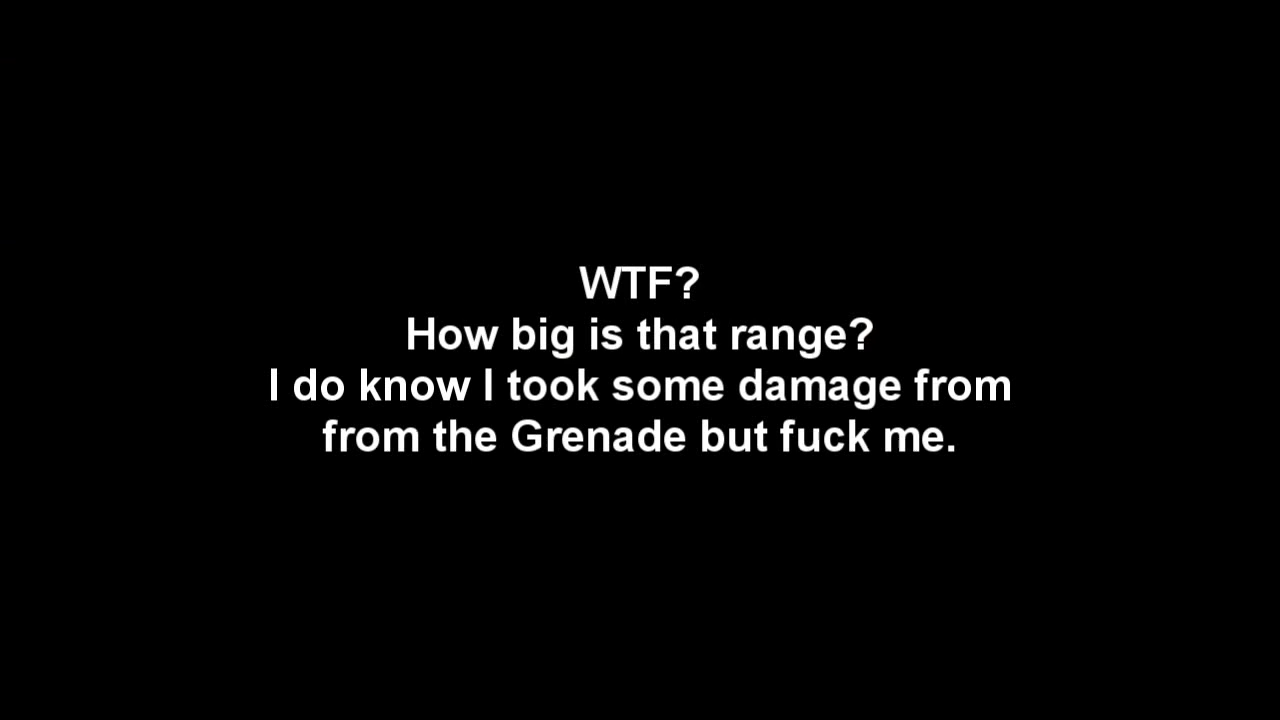 WTF?
How big is that range?
I do know I took some damage from
from the Grenade but fuck me.